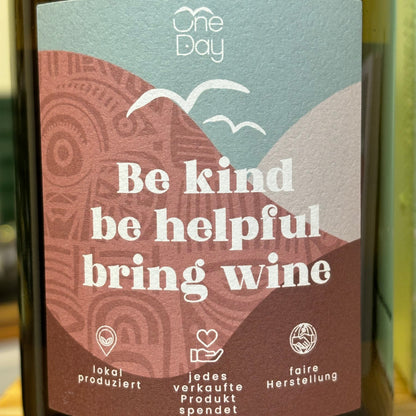 One
Day
Be kind
be helpful
bring wine
lokal
produziert
jedes
verkaufte
Produkt
spendet
faire
Herstellung